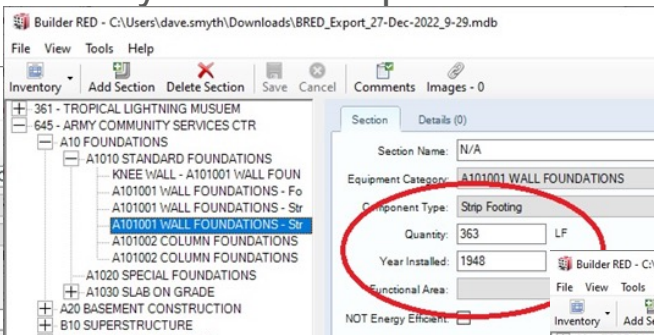 Builder RED - C:\Users\dave.smyth\Downloads\BRED_Export_27-Dec-2022_9-29.mdb
File View Tools Help
Inventory Add Section Delete Section Save Cancel Comments Images - 0
361 - TROPICAL LIGHTNING MUSUEM
645 - ARMY COMMUNITY SERVICES CTR
A10 FOUNDATIONS
A1010 STANDARD FOUNDATIONS
KNEE WALL - A101001 WALL FOUN
A101001 WALL FOUNDATIONS - Fo
A101001 WALL FOUNDATIONS - Str
A101001 WALL FOUNDATIONS - Str
A101002 COLUMN FOUNDATIONS
A101002 COLUMN FOUNDATIONS
A1020 SPECIAL FOUNDATIONS
A1030 SLAB ON GRADE
A20 BASEMENT CONSTRUCTION
B10 SUPERSTRUCTURE
Section Details (0)
Section Name: N/A
Equipment Category: A101001 WALL FOUNDATIONS
Component Type: Strip Footing
Quantity: 363 LF
Year Installed: 1948
Functional Area:
NOT Energy Efficient:
Builder RED - C:\
File View Tools
Inventory Add Se